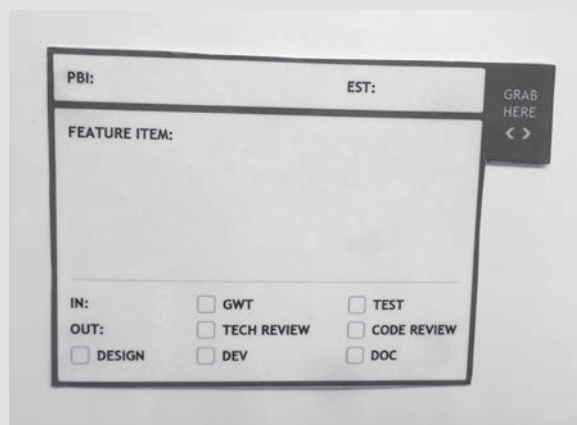 PBI: EST:
GRAB
HERE
< >
FEATURE ITEM:
IN: GWT TEST
OUT: TECH REVIEW CODE REVIEW
DESIGN DEV DOC